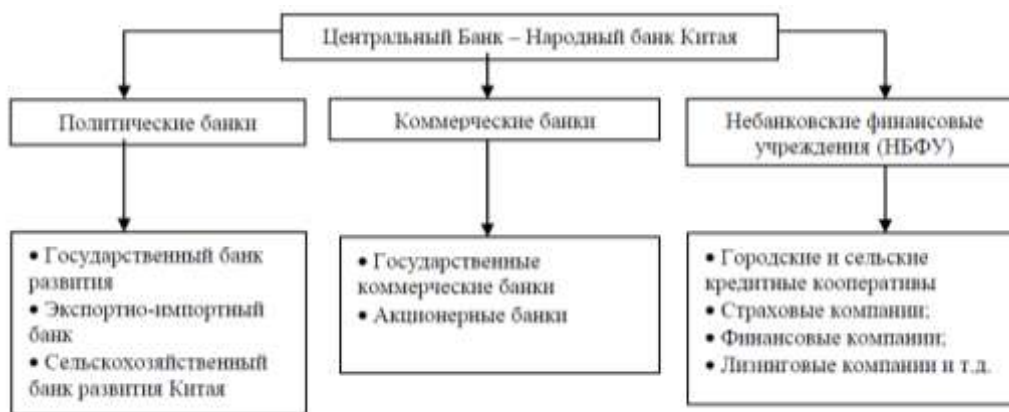 Центральный Банк – Народный банк Китая
Политические банки
Коммерческие банки
Небанковские финансовые
учреждения (НБФУ)
• Государственный банк
развития
• Экспортно-импортный
банк
• Сельскохозяйственный
банк развития Китая
• Государственные
коммерческие банки
• Акционерные банки
• Городские и сельские
кредитные кооперативы
• Страховые компании;
• Финансовые компании;
• Лизинговые компании и т.д.